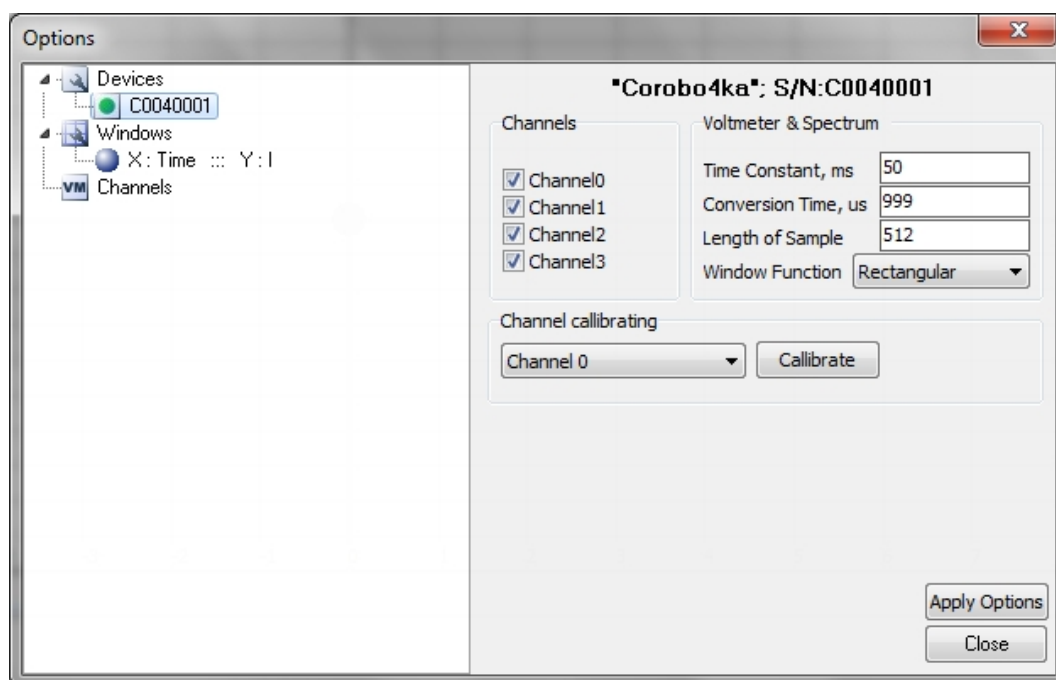 Options
Devices
C0040001
Windows
X: Time ::: Y: I
VM Channels
"Corobo4ka"; S/N:C0040001
Channels
Channel0
Channel1
Channel2
Channel3
Voltmeter & Spectrum
Time Constant, ms 50
Conversion Time, us 999
Length of Sample 512
Window Function Rectangular
Channel callibrating
Channel 0 Callibrate
Apply Options
Close